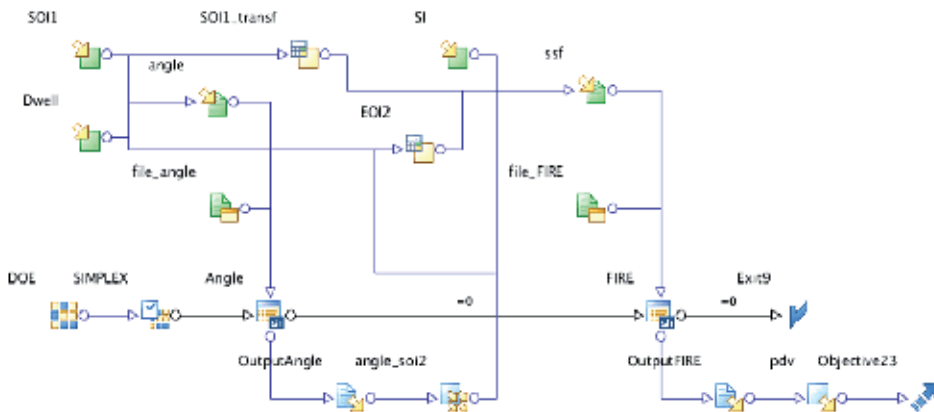 SOI1 SOI1_transf SI
angle ssf
Dwell EOI2
file_angle file_FIRE
DOE SIMPLEX Angle FIRE Exit9
=0 =0
OutputAngle angle_soi2 OutputFIRE pdv Objective23